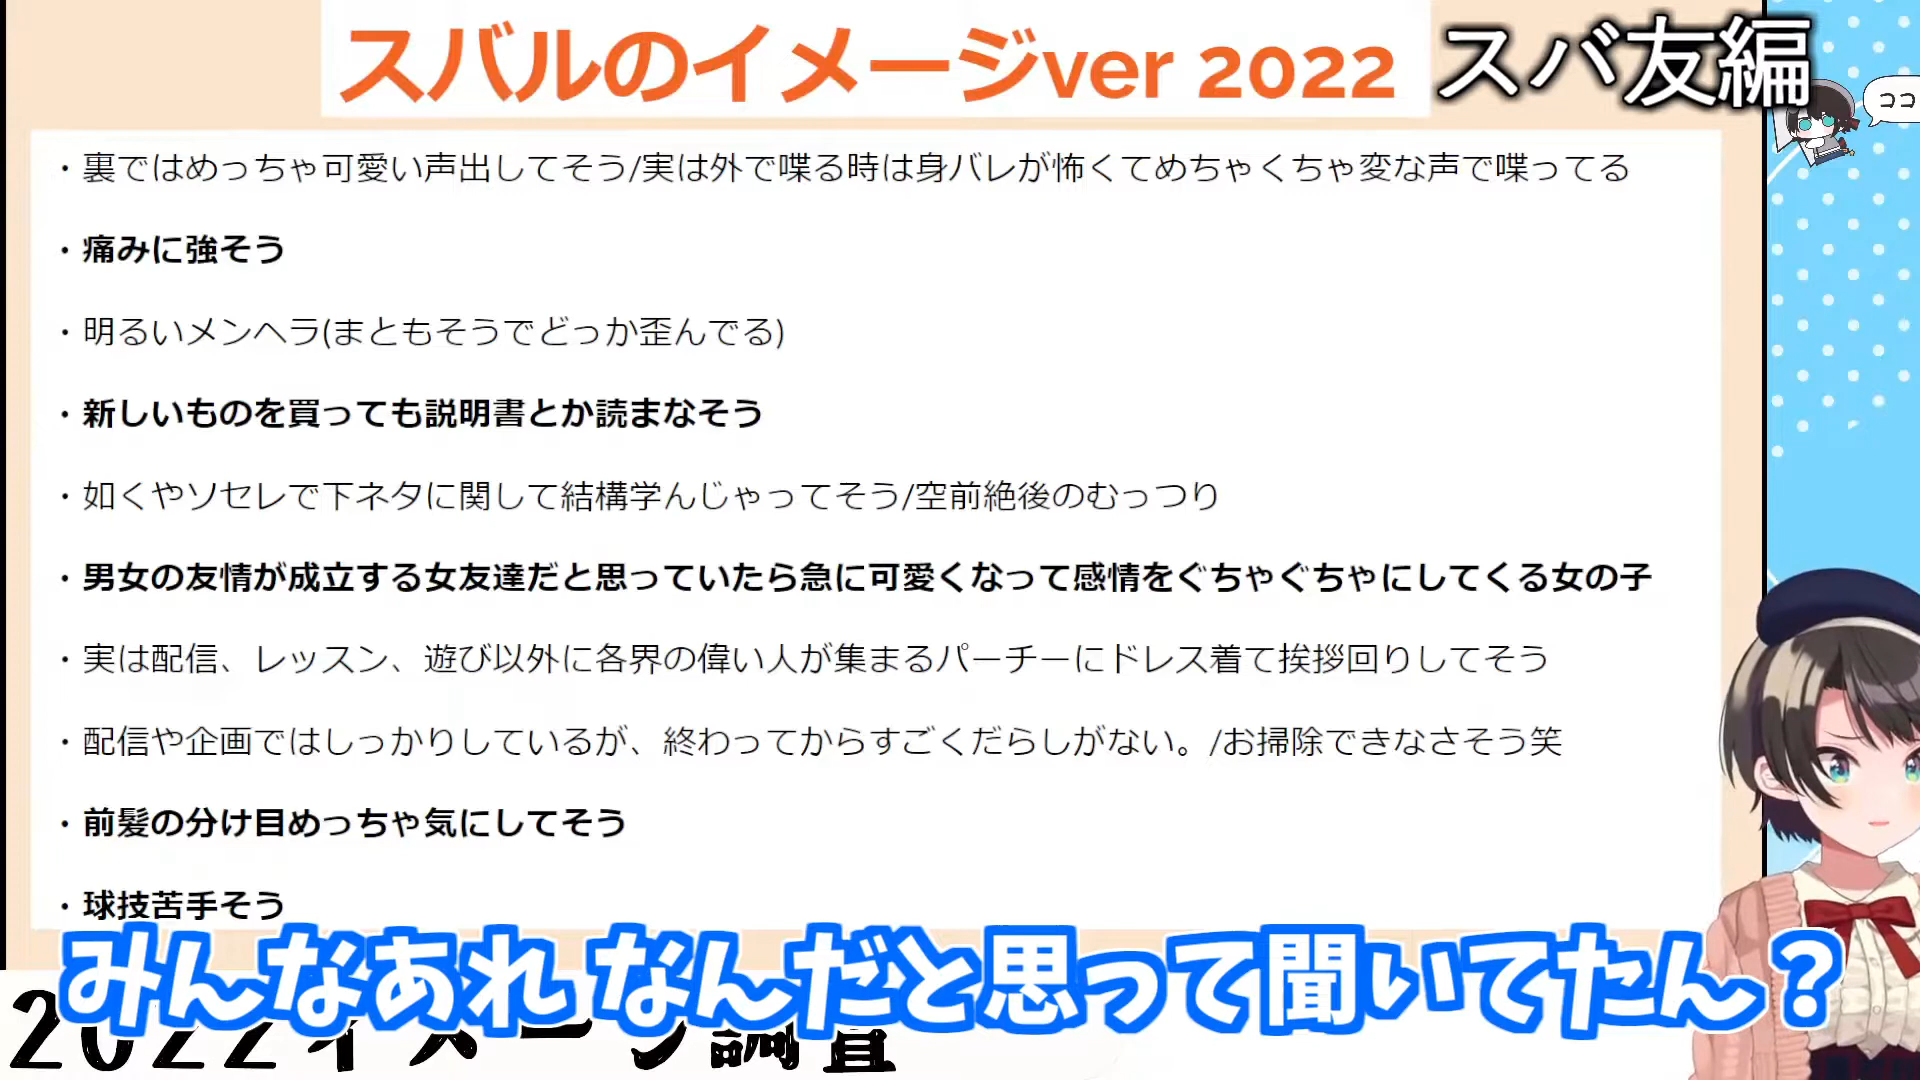 スバルのイメージver 2022
スバ友編
ココ
・裏ではめっちゃ可愛い声出してそう/実は外で喋る時は身バレが怖くてめちゃくちゃ変な声で喋ってる
・痛みに強そう
・明るいメンヘラ(まともそうでどっか歪んでる)
・新しいものを買っても説明書とか読まなそう
・如くやソセレで下ネタに関して結構学んじゃってそう/空前絶後のむっつり
・男女の友情が成立する女友達だと思っていたら急に可愛くなって感情をぐちゃぐちゃにしてくる女の子
・実は配信、レッスン、遊び以外に各界の偉い人が集まるパーチーにドレス着て挨拶回りしてそう
・配信や企画ではしっかりしているが、終わってからすごくだらしがない。/お掃除できなさそう笑
・前髪の分け目めっちゃ気にしてそう
・球技苦手そう
みんなあれ なんだと思って聞いてたん？
2022イメージ調査